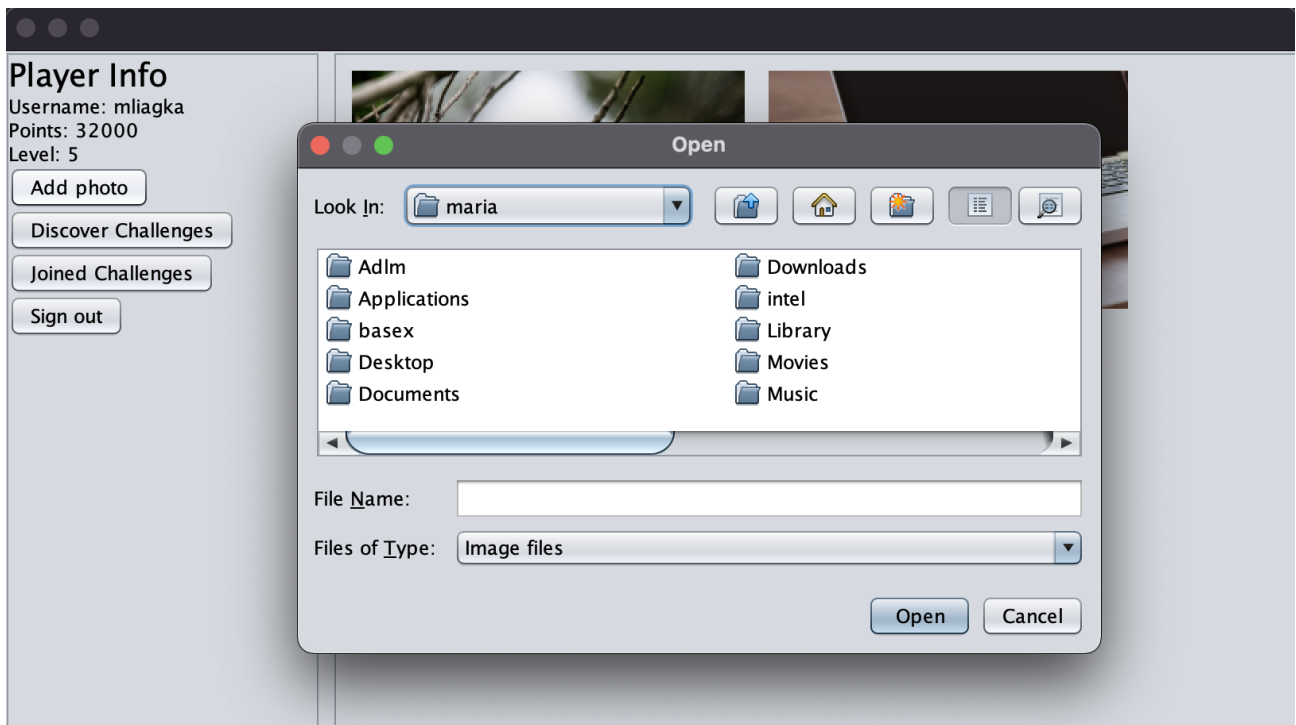 Player Info
Username: mliagka
Points: 32000
Level: 5
Add photo
Discover Challenges
Joined Challenges
Sign out
Open
Look In: maria
Adlm
Applications
basex
Desktop
Documents
Downloads
intel
Library
Movies
Music
File Name:
Files of Type: Image files
Open Cancel